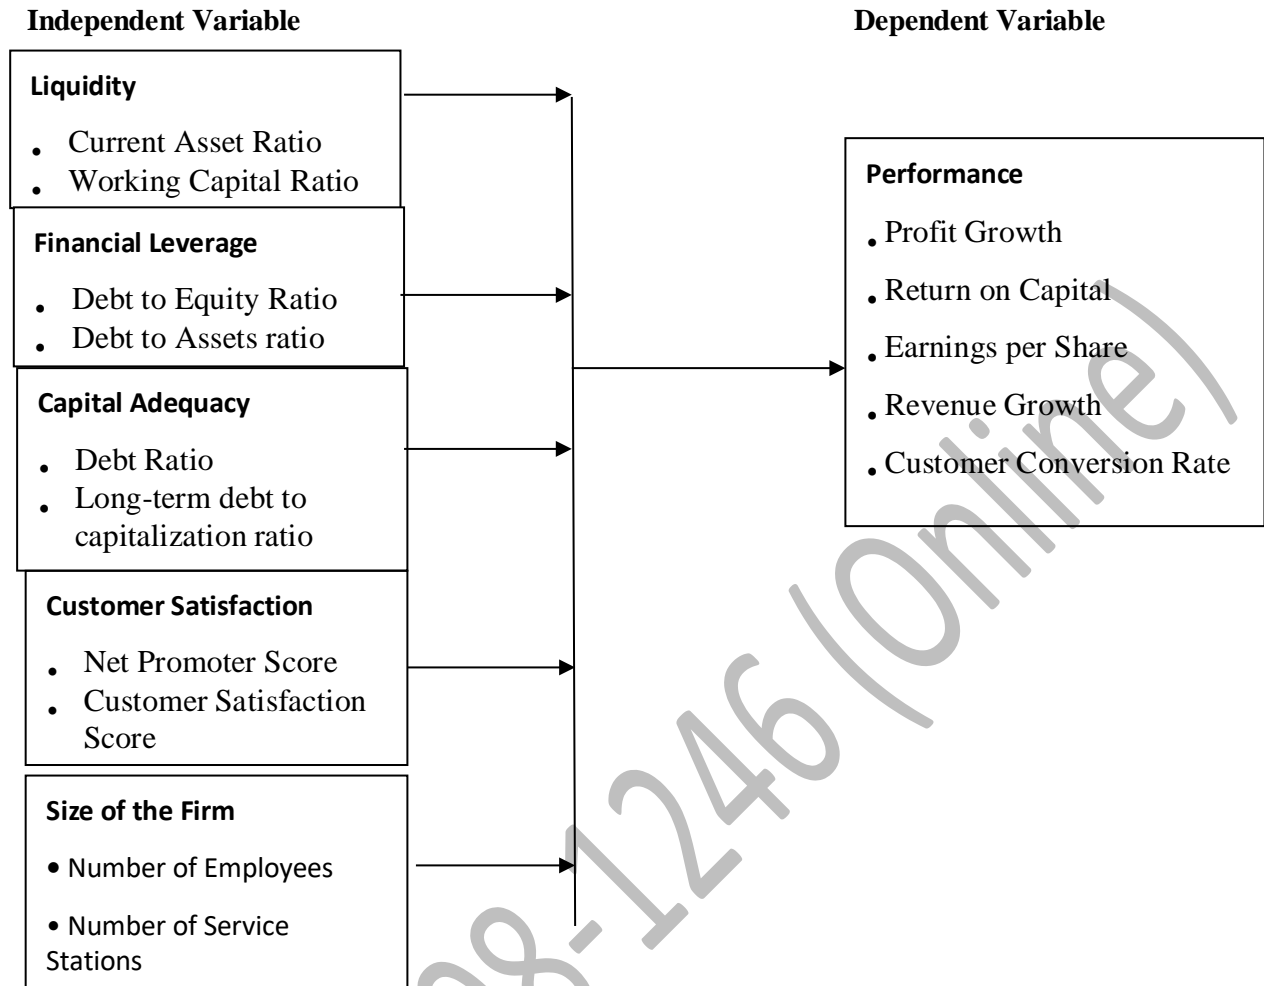 Independent Variable
Dependent Variable
Liquidity
• Current Asset Ratio
• Working Capital Ratio
Financial Leverage
• Debt to Equity Ratio
• Debt to Assets ratio
Capital Adequacy
• Debt Ratio
• Long-term debt to
capitalization ratio
Customer Satisfaction
• Net Promoter Score
• Customer Satisfaction
Score
Size of the Firm
• Number of Employees
• Number of Service
Stations
Performance
• Profit Growth
• Return on Capital
• Earnings per Share
• Revenue Growth
• Customer Conversion Rate
98-1246 (Online)